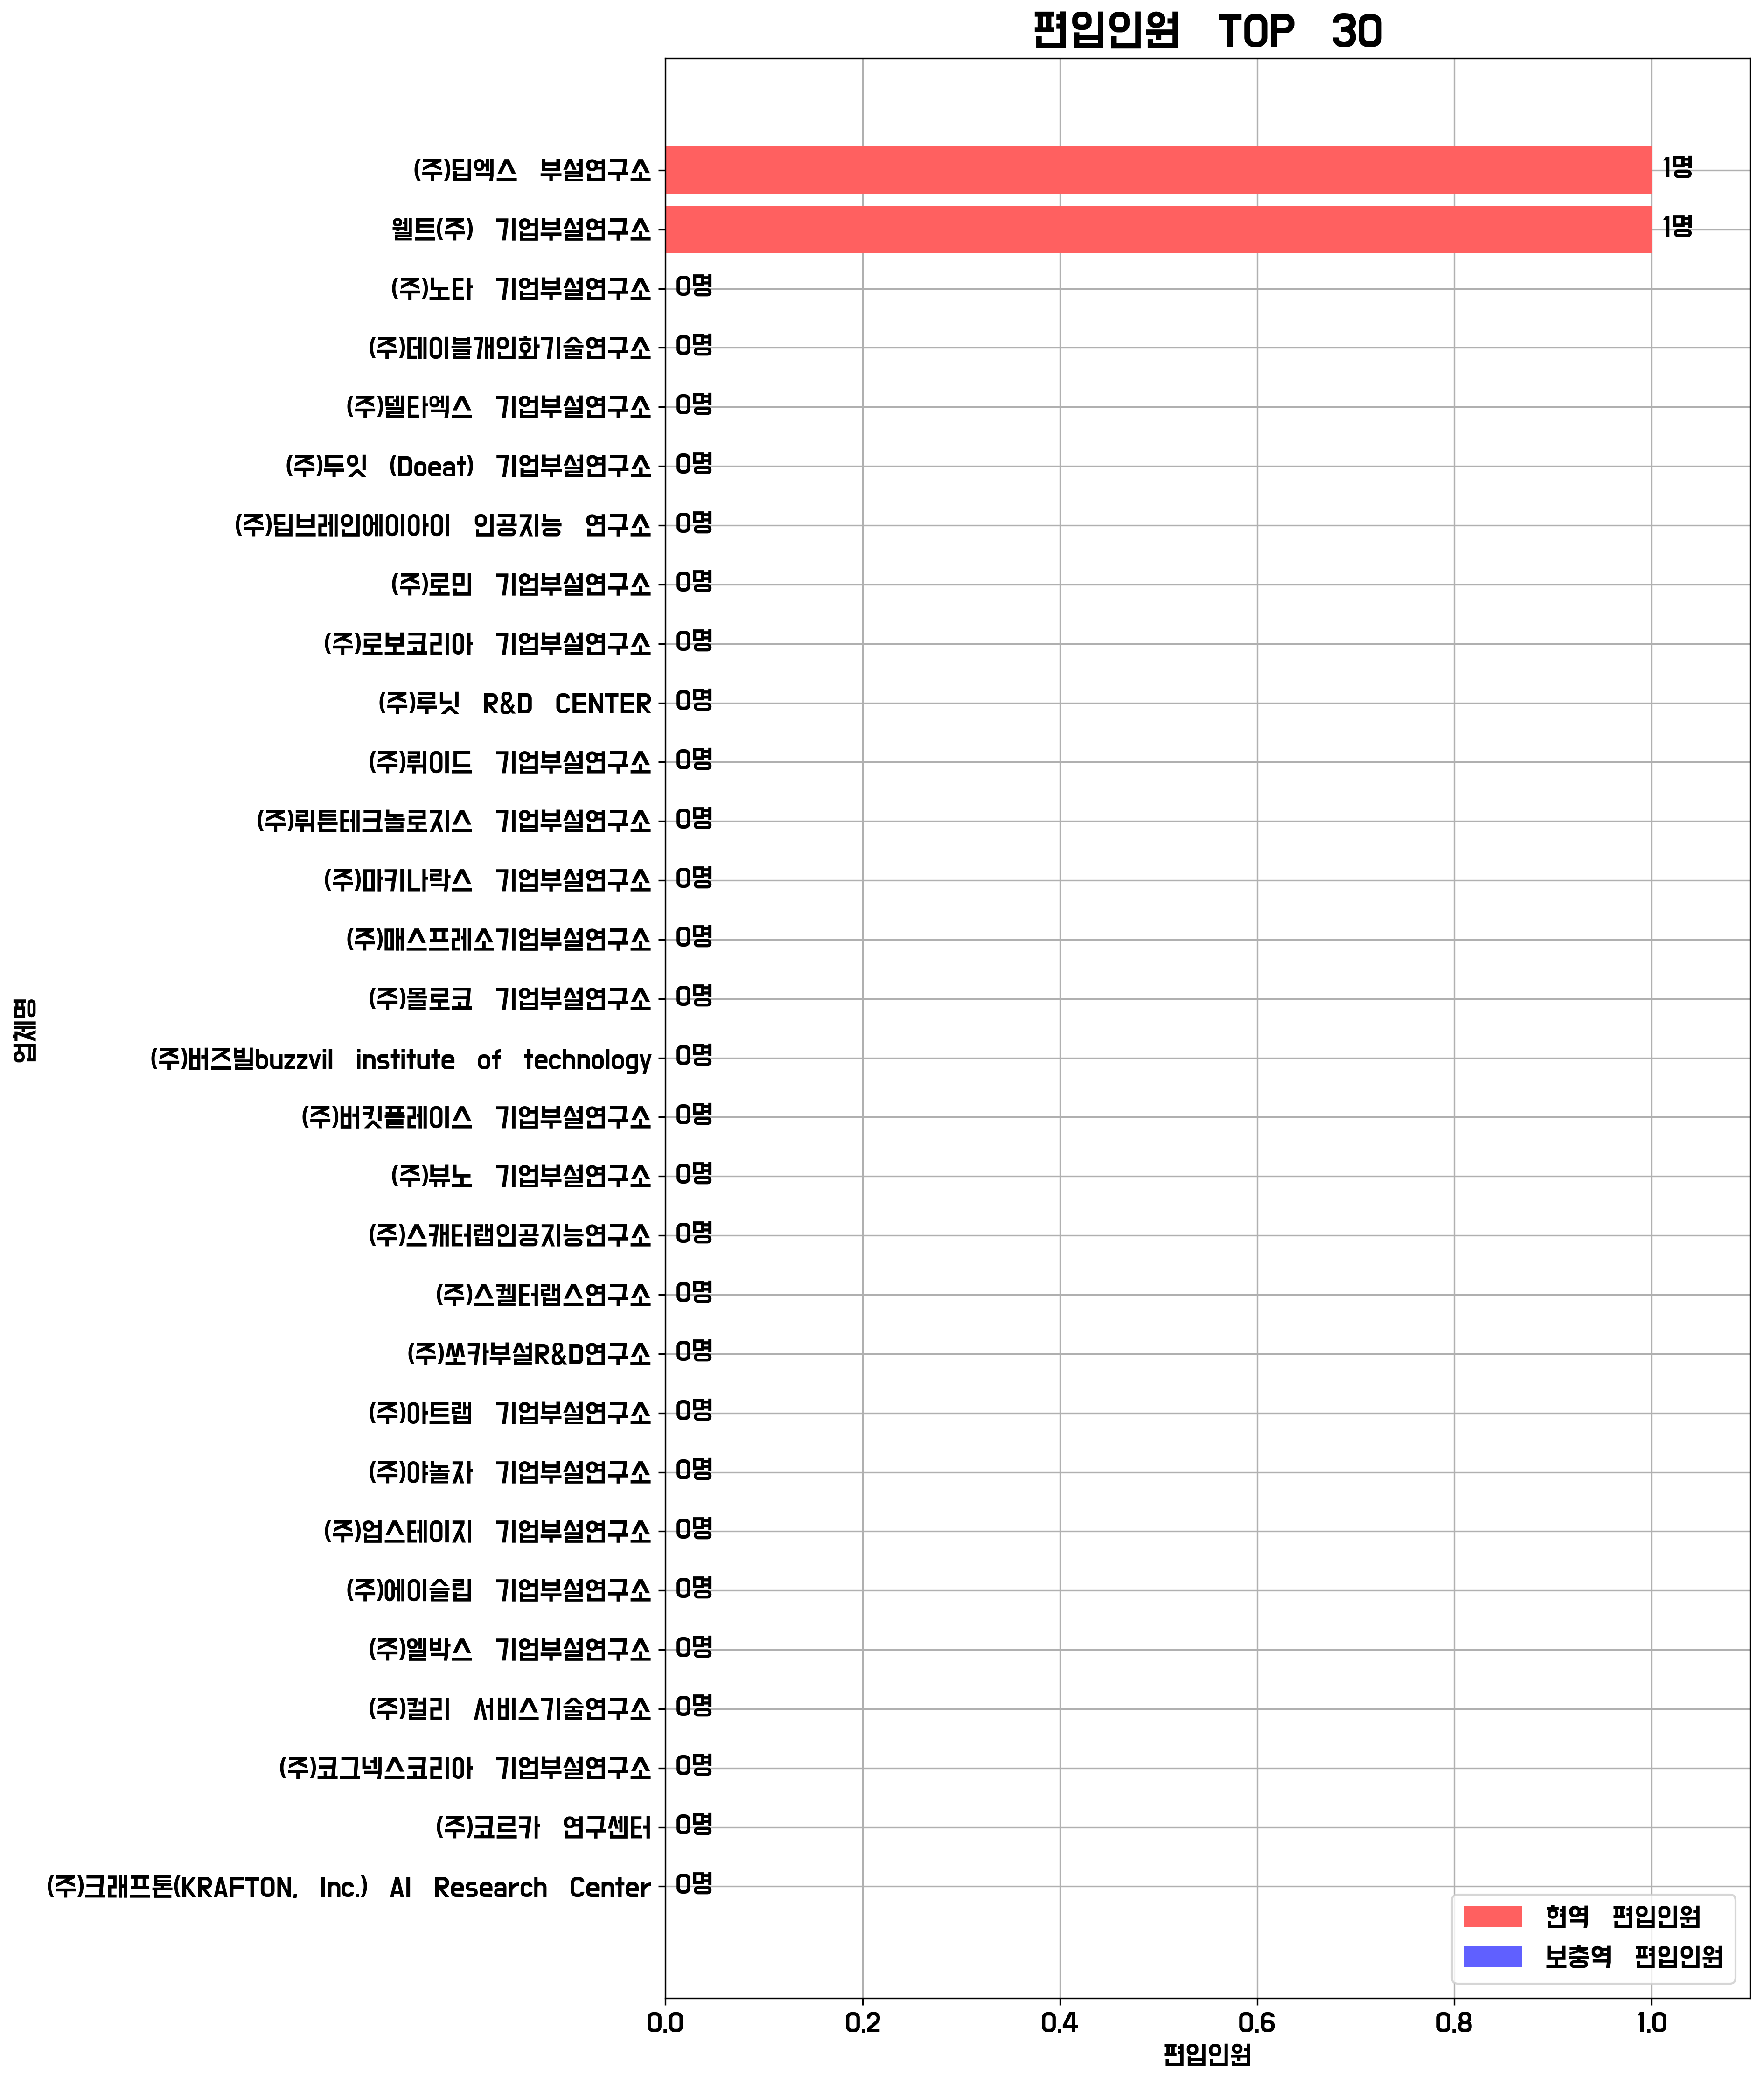 편입인원 TOP 30
(주)딥엑스 부설연구소 1명
웰트(주) 기업부설연구소 1명
(주)노타 기업부설연구소 0명
(주)데이블개인화기술연구소 0명
(주)델타엑스 기업부설연구소 0명
(주)두잇 (Doeat) 기업부설연구소 0명
(주)딥브레인에이아이 인공지능 연구소 0명
(주)로민 기업부설연구소 0명
(주)로보코리아 기업부설연구소 0명
(주)루닛 R&D CENTER 0명
(주)뤼이드 기업부설연구소 0명
(주)뤼튼테크놀로지스 기업부설연구소 0명
(주)마키나락스 기업부설연구소 0명
(주)매스프레소기업부설연구소 0명
(주)몰로코 기업부설연구소 0명
(주)버즈빌buzzvil institute of technology 0명
(주)버킷플레이스 기업부설연구소 0명
(주)뷰노 기업부설연구소 0명
(주)스캐터랩인공지능연구소 0명
(주)스켈터랩스연구소 0명
(주)쏘카부설R&D연구소 0명
(주)아트랩 기업부설연구소 0명
(주)야놀자 기업부설연구소 0명
(주)업스테이지 기업부설연구소 0명
(주)에이슬립 기업부설연구소 0명
(주)엘박스 기업부설연구소 0명
(주)컬리 서비스기술연구소 0명
(주)코그넥스코리아 기업부설연구소 0명
(주)코르카 연구센터 0명
(주)크래프톤(KRAFTON, Inc.) AI Research Center 0명
업체명
현역 편입인원
보충역 편입인원
0.0 0.2 0.4 0.6 0.8 1.0
편입인원